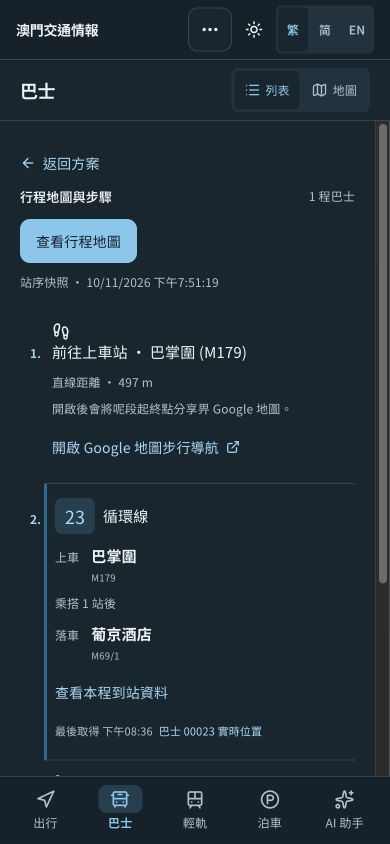 澳門交通情報
繁 简 EN
巴士
列表 地圖
返回方案
行程地圖與步驟 1 程巴士
查看行程地圖
站序快照 · 10/11/2026 下午7:51:19
1. 前往上車站 · 巴掌圍 (M179)
直線距離 · 497 m
開啟後會將呢段起終點分享畀 Google 地圖。
開啟 Google 地圖步行導航
2. 23 循環線
上車 巴掌圍
M179
乘搭 1 站後
落車 葡京酒店
M69/1
查看本程到站資料
最後取得 下午08:36 巴士 00023 實時位置
出行 巴士 輕軌 泊車 AI 助手